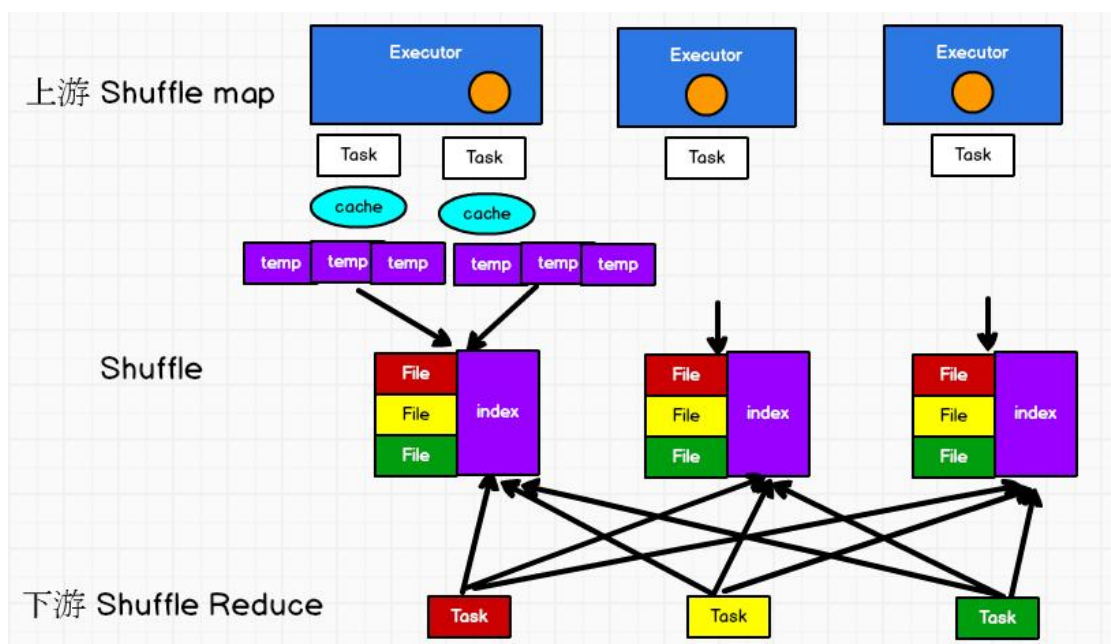 Executor
Executor
Executor
上游 Shuffle map
Task
Task
Task
Task
cache
cache
temp
temp
temp
temp
temp
temp
Shuffle
File
File
File
index
File
File
File
index
File
File
File
index
下游 Shuffle Reduce
Task
Task
Task